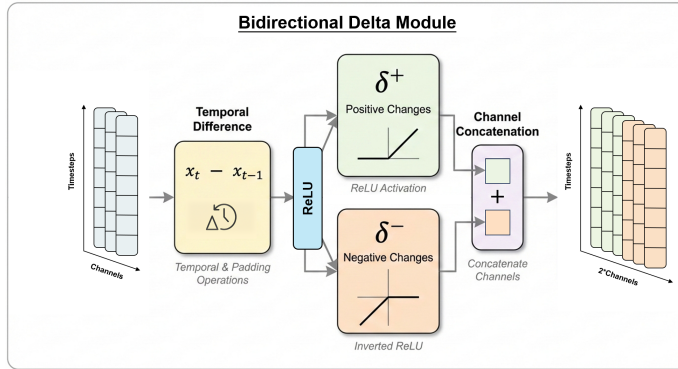 Bidirectional Delta Module
Timesteps
Channels
Temporal
Difference
x_t − x_{t−1}
Δ
Temporal & Padding
Operations
ReLU
δ⁺
Positive Changes
ReLU Activation
δ⁻
Negative Changes
Inverted ReLU
Channel
Concatenation
+
Concatenate
Channels
Timesteps
2*Channels